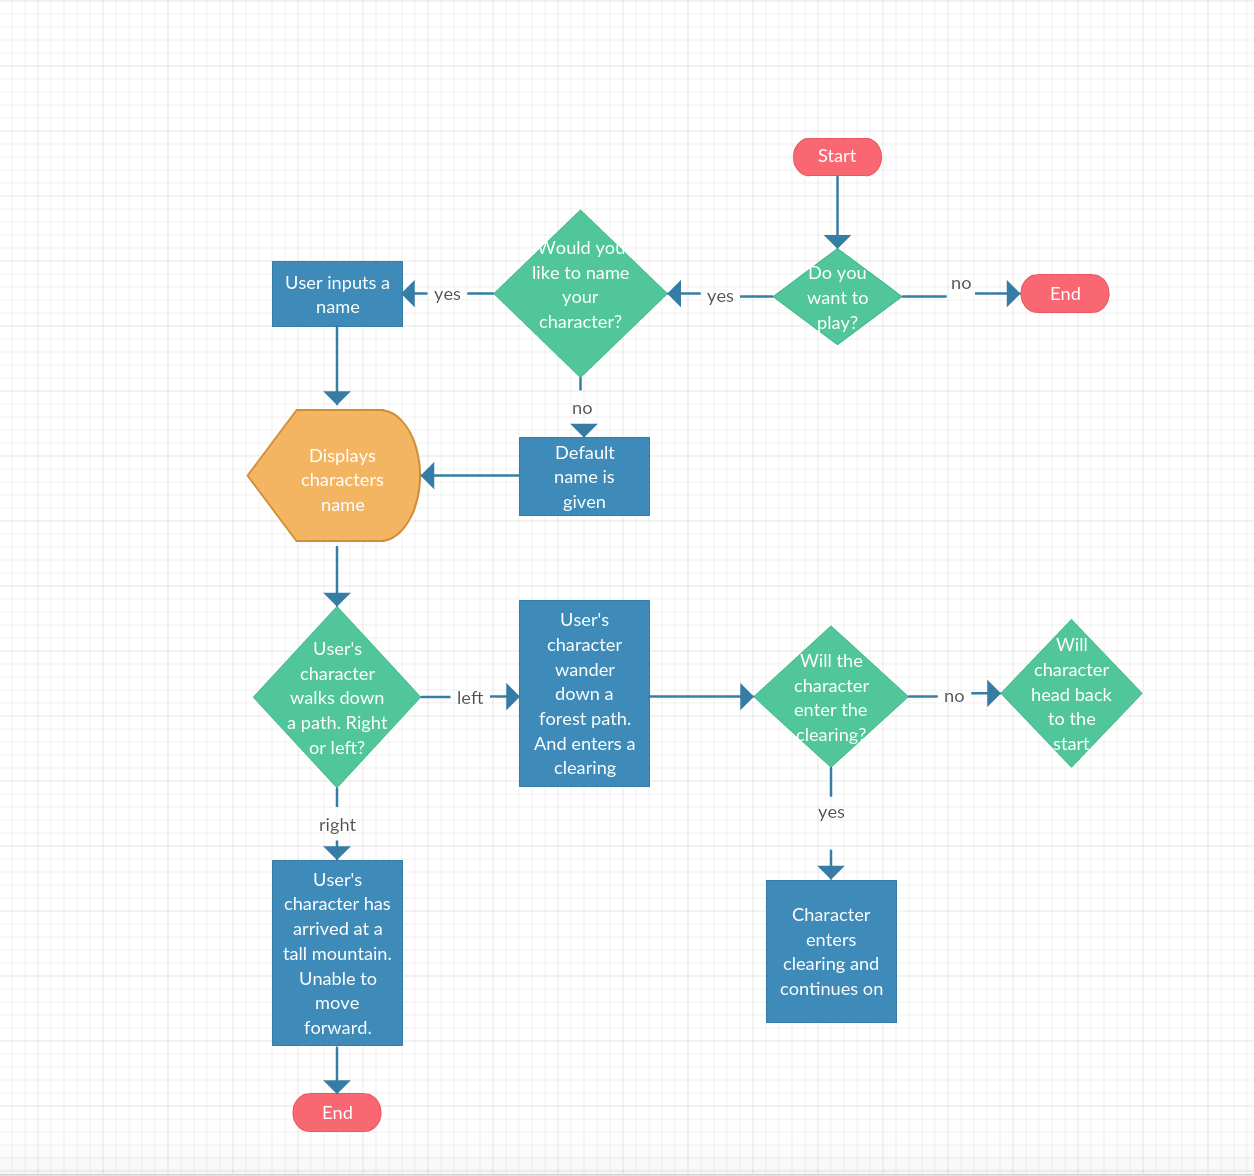 Start
Do you
want to
play?
no
End
yes
Would you
like to name
your
character?
yes
User inputs a
name
no
Default
name is
given
Displays
characters
name
User's
character
walks down
a path. Right
or left?
left
User's
character
wander
down a
forest path.
And enters a
clearing
Will the
character
enter the
clearing?
no
Will
character
head back
to the
start
yes
Character
enters
clearing and
continues on
right
User's
character has
arrived at a
tall mountain.
Unable to
move
forward.
End